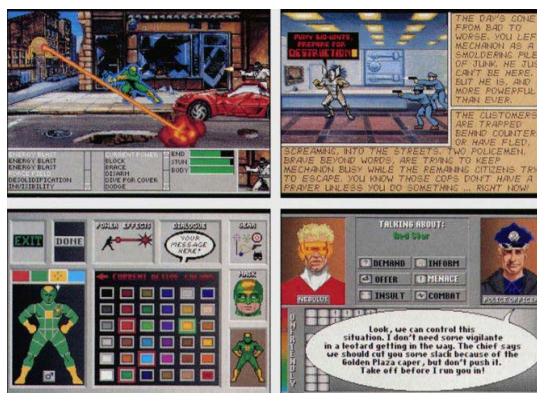 ENERGY BLAST
ENERGY BLAST
DESOLIDIFICATION
INVISIBILITY
CURRENT POWER
BLOCK
BRACE
DISARM
DIVE FOR COVER
DODGE
END
STUN
BODY
PUNY BIO-UNITS,
PREPARE FOR
DESTRUCTION
THE DAY'S GONE
FROM BAD TO
WORSE. YOU LEF
MECHANON AS A
SMOLDERING PILE
OF JUNK. HE JUS
CAN'T BE HERE.
BUT HE IS, AND
MORE POWERFUL
THAN EVER.
THE CUSTOMERS
ARE TRAPPED
BEHIND COUNTER
OR HAVE FLED,
SCREAMING, INTO THE STREETS. TWO POLICEMEN,
BRAVE BEYOND WORDS, ARE TRYING TO KEEP
MECHANON BUSY WHILE THE REMAINING CITIZENS TRY
TO ESCAPE. YOU KNOW THOSE COPS DON'T HAVE A
PRAYER UNLESS YOU DO SOMETHING ... RIGHT NOW!
EXIT
DONE
POWER EFFECTS
DIALOGUE
YOUR
MESSAGE
HERE!
GEAR
MASK
CURRENT DETAIL COLORS
TALKING ABOUT:
Red Star
DEMAND
INFORM
OFFER
MENACE
INSULT
COMBAT
NEBULUS
POLICE OFFICER
UNFRIENDLY
Look, we can control this
situation. I don't need some vigilante
in a leotard getting in the way. The chief says
we should cut you some slack because of the
Golden Plaza caper, but don't push it.
Take off before I run you in!